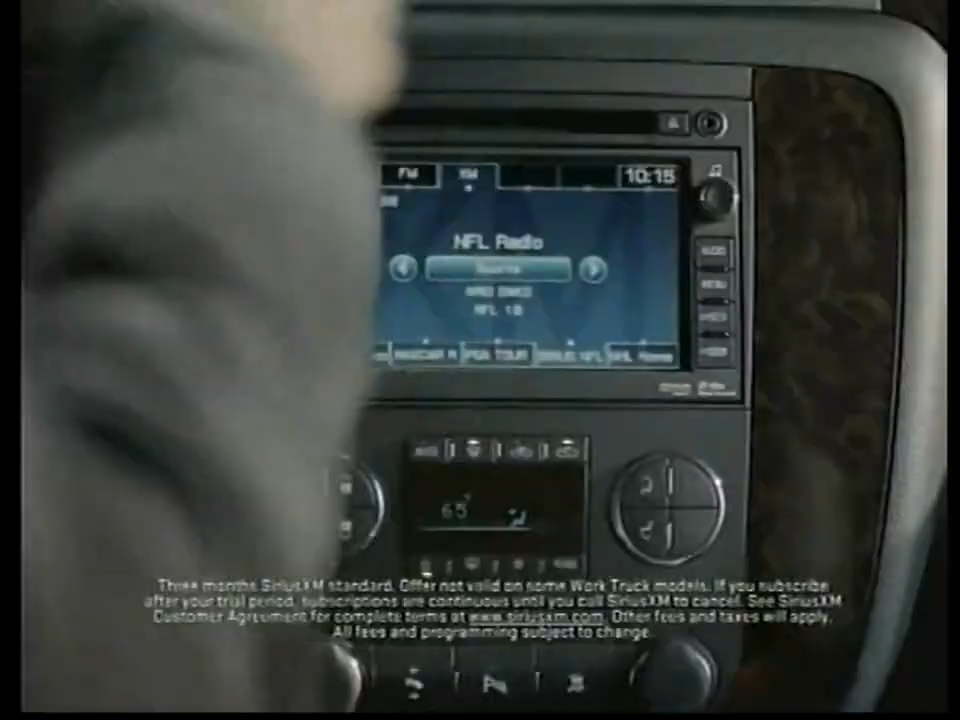 FM XM 10:15
NFL Radio
Sports
NFL 10
NASCAR R PGA TOUR SIRIUS NFL NHL Home
AUDIO
MENU
65°
Three months SiriusXM standard. Offer not valid on some Work Truck models. If you subscribe
after your trial period, subscriptions are continuous until you call SiriusXM to cancel. See SiriusXM
Customer Agreement for complete terms at www.siriusxm.com. Other fees and taxes will apply.
All fees and programming subject to change.